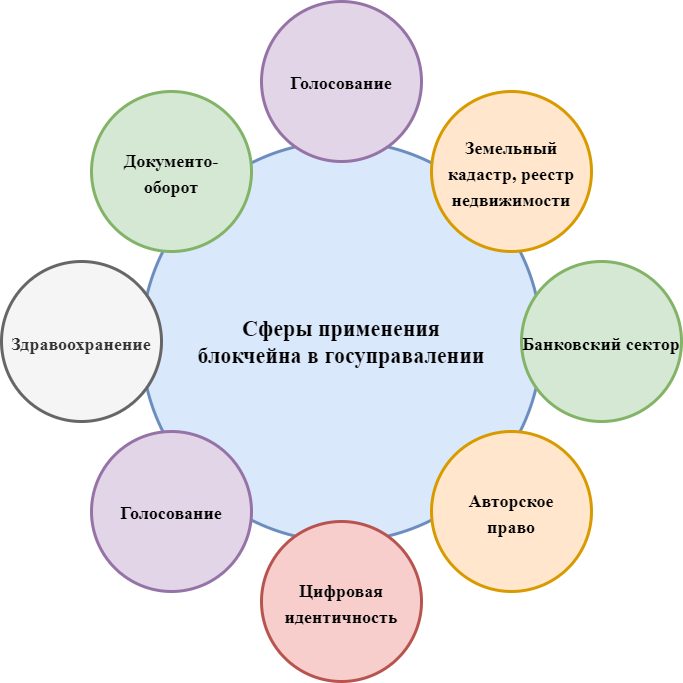 Голосование
Документо-
оборот
Земельный
кадастр, реестр
недвижимости
Здравоохранение
Сферы применения
блокчейна в госуправалении
Банковский сектор
Голосование
Авторское
право
Цифровая
идентичность